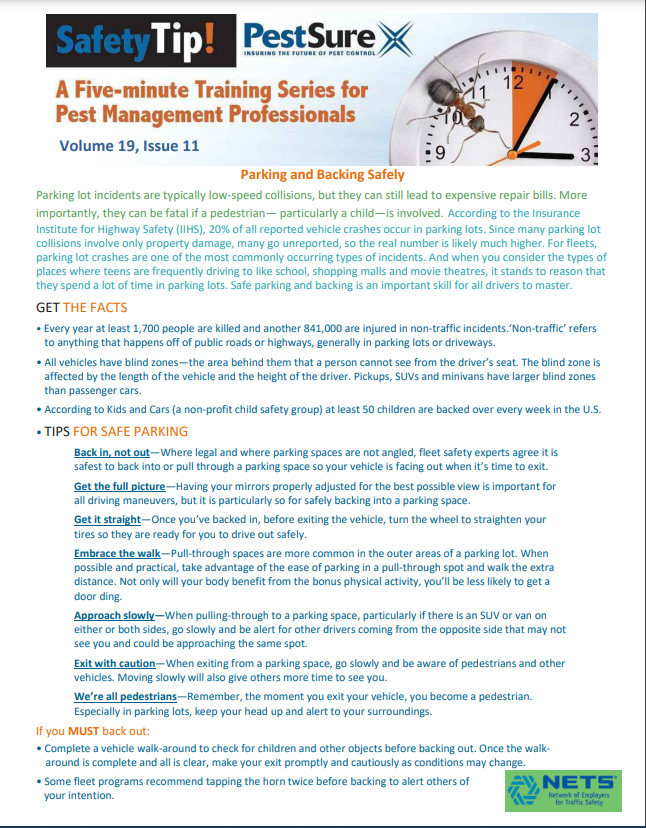 SafetyTip!
PestSure
INSURING THE FUTURE OF PEST CONTROL
A Five-minute Training Series for
Pest Management Professionals
Volume 19, Issue 11
12
11
10
9
2
3
Parking and Backing Safely
Parking lot incidents are typically low-speed collisions, but they can still lead to expensive repair bills. More
importantly, they can be fatal if a pedestrian— particularly a child—is involved. According to the Insurance
Institute for Highway Safety (IIHS), 20% of all reported vehicle crashes occur in parking lots. Since many parking lot
collisions involve only property damage, many go unreported, so the real number is likely much higher. For fleets,
parking lot crashes are one of the most commonly occurring types of incidents. And when you consider the types of
places where teens are frequently driving to like school, shopping malls and movie theatres, it stands to reason that
they spend a lot of time in parking lots. Safe parking and backing is an important skill for all drivers to master.
GET THE FACTS
• Every year at least 1,700 people are killed and another 841,000 are injured in non-traffic incidents.‘Non-traffic’ refers
to anything that happens off of public roads or highways, generally in parking lots or driveways.
• All vehicles have blind zones—the area behind them that a person cannot see from the driver’s seat. The blind zone is
affected by the length of the vehicle and the height of the driver. Pickups, SUVs and minivans have larger blind zones
than passenger cars.
• According to Kids and Cars (a non-profit child safety group) at least 50 children are backed over every week in the U.S.
• TIPS FOR SAFE PARKING
Back in, not out—Where legal and where parking spaces are not angled, fleet safety experts agree it is
safest to back into or pull through a parking space so your vehicle is facing out when it’s time to exit.
Get the full picture—Having your mirrors properly adjusted for the best possible view is important for
all driving maneuvers, but it is particularly so for safely backing into a parking space.
Get it straight—Once you’ve backed in, before exiting the vehicle, turn the wheel to straighten your
tires so they are ready for you to drive out safely.
Embrace the walk—Pull-through spaces are more common in the outer areas of a parking lot. When
possible and practical, take advantage of the ease of parking in a pull-through spot and walk the extra
distance. Not only will your body benefit from the bonus physical activity, you’ll be less likely to get a
door ding.
Approach slowly—When pulling-through to a parking space, particularly if there is an SUV or van on
either or both sides, go slowly and be alert for other drivers coming from the opposite side that may not
see you and could be approaching the same spot.
Exit with caution—When exiting from a parking space, go slowly and be aware of pedestrians and other
vehicles. Moving slowly will also give others more time to see you.
We’re all pedestrians—Remember, the moment you exit your vehicle, you become a pedestrian.
Especially in parking lots, keep your head up and alert to your surroundings.
If you MUST back out:
• Complete a vehicle walk-around to check for children and other objects before backing out. Once the walk-
around is complete and all is clear, make your exit promptly and cautiously as conditions may change.
• Some fleet programs recommend tapping the horn twice before backing to alert others of
your intention.
NETS
Network of Employers
for Traffic Safety